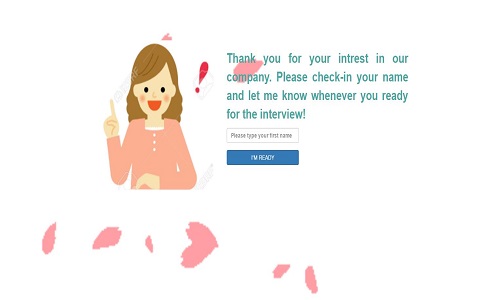 Thank you for your intrest in our
company. Please check-in your name
and let me know whenever you ready
for the interview!
Please type your first name
I'M READY